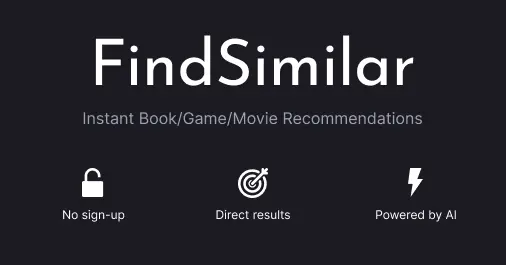 FindSimilar
Instant Book/Game/Movie Recommendations
No sign-up
Direct results
Powered by AI